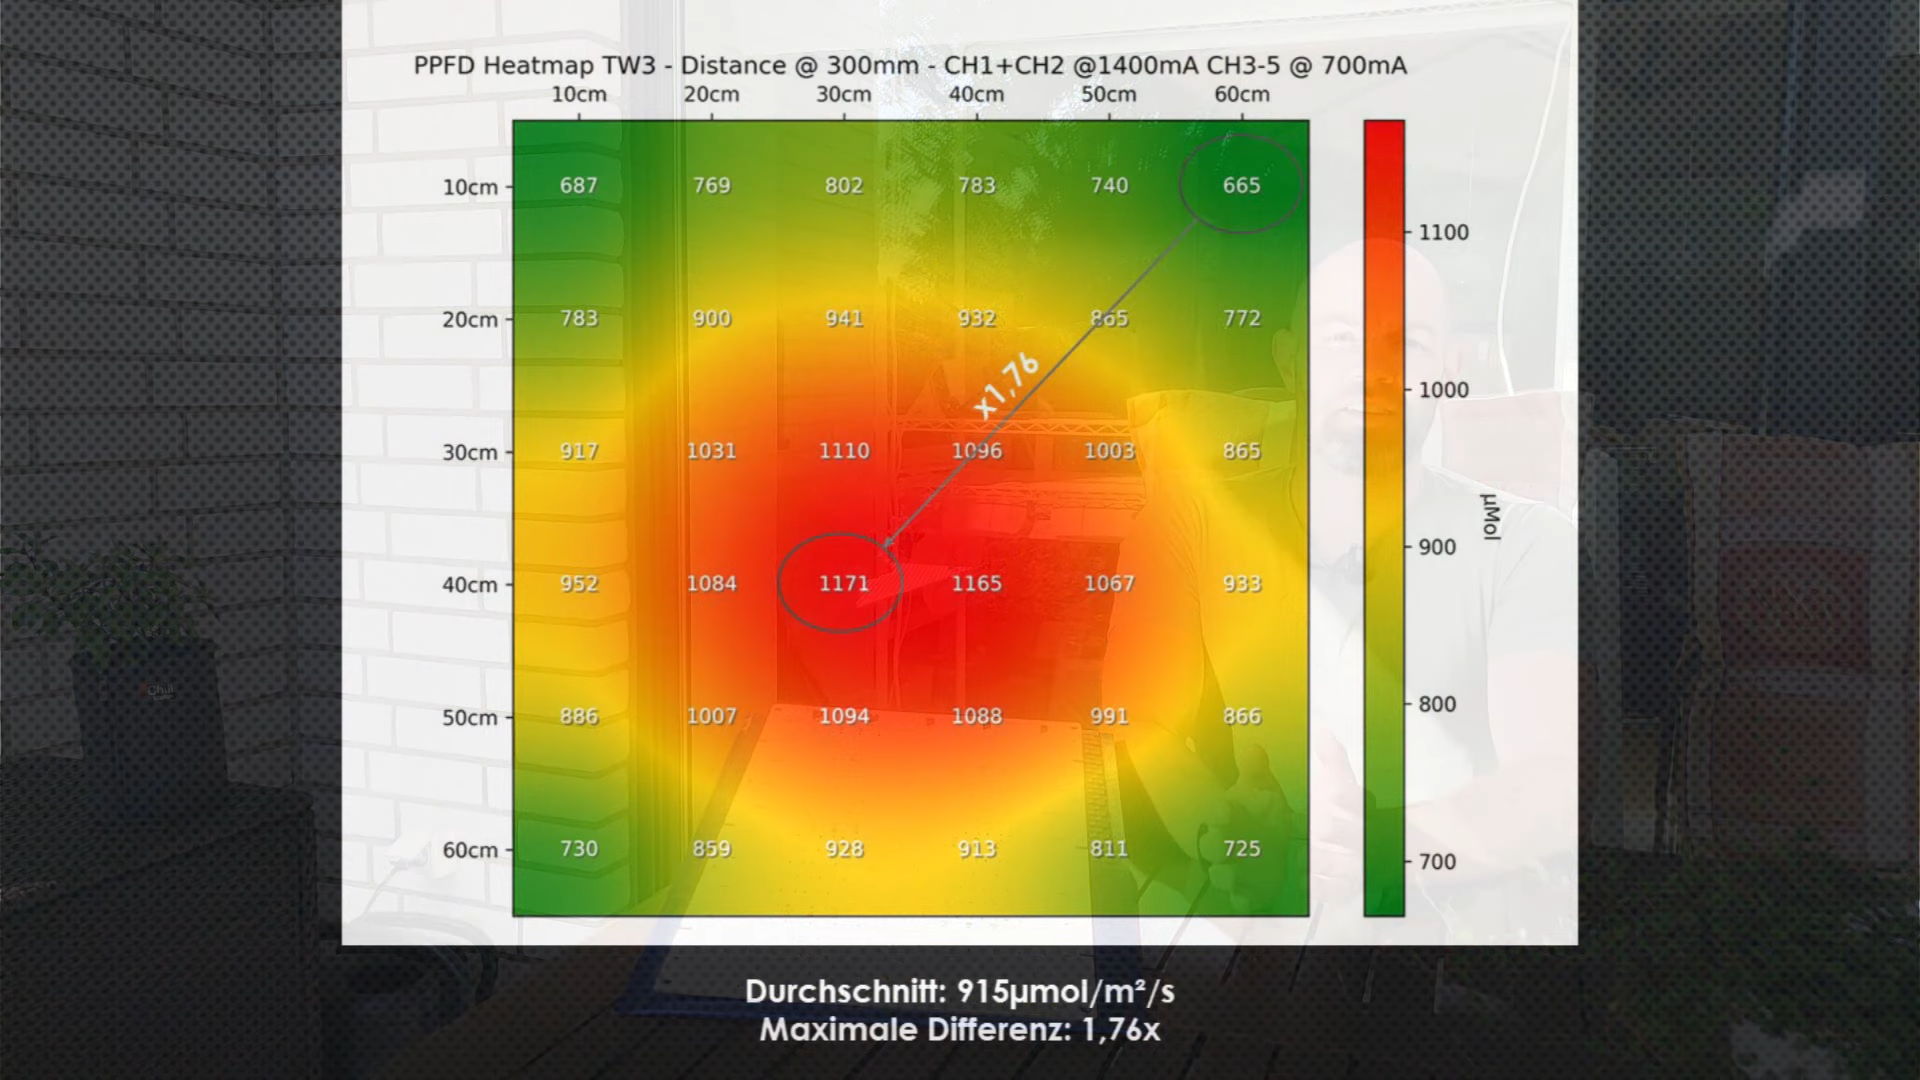 PPFD Heatmap TW3 - Distance @ 300mm - CH1+CH2 @1400mA CH3-5 @ 700mA
10cm 20cm 30cm 40cm 50cm 60cm
10cm 687 769 802 783 740 665
1100
20cm 783 900 941 932 865 772
x1,76
1000
30cm 917 1031 1110 1096 1003 865
µMol
900
40cm 952 1084 1171 1165 1067 933
800
50cm 886 1007 1094 1088 991 866
60cm 730 859 928 913 811 725
700
Durchschnitt: 915µmol/m²/s
Maximale Differenz: 1,76x